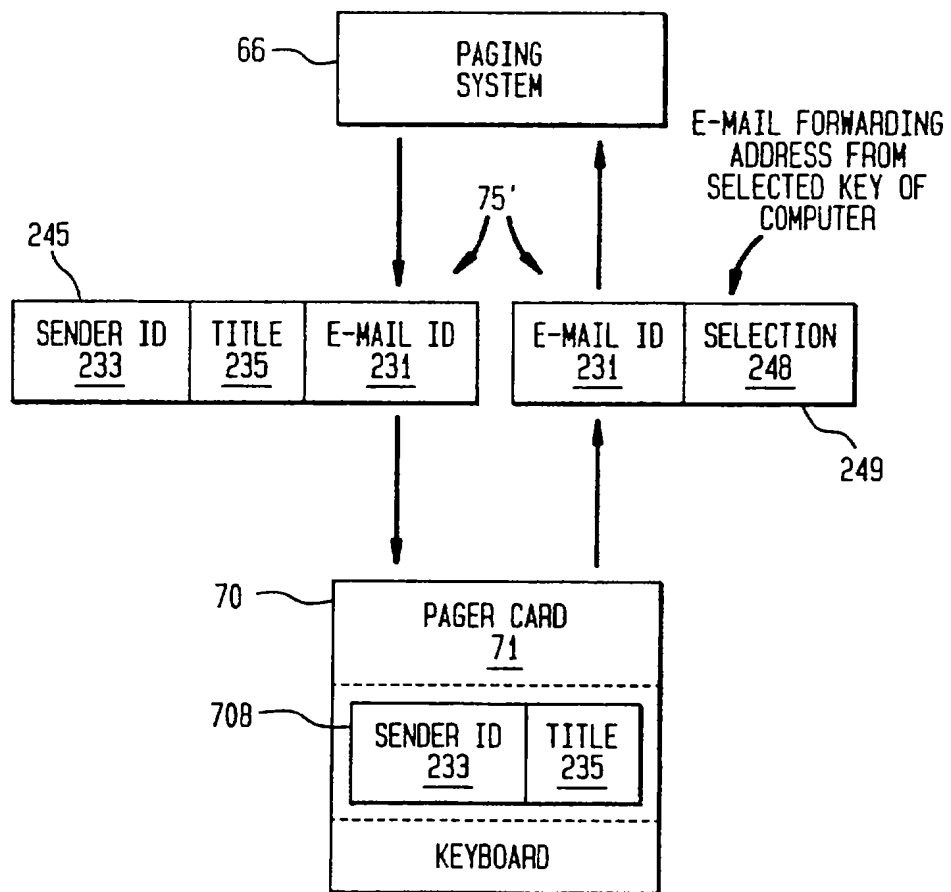 66
PAGING
SYSTEM
E-MAIL FORWARDING
ADDRESS FROM
SELECTED KEY OF
COMPUTER
75'
245
SENDER ID
233
TITLE
235
E-MAIL ID
231
E-MAIL ID
231
SELECTION
248
249
70
PAGER CARD
71
708
SENDER ID
233
TITLE
235
KEYBOARD